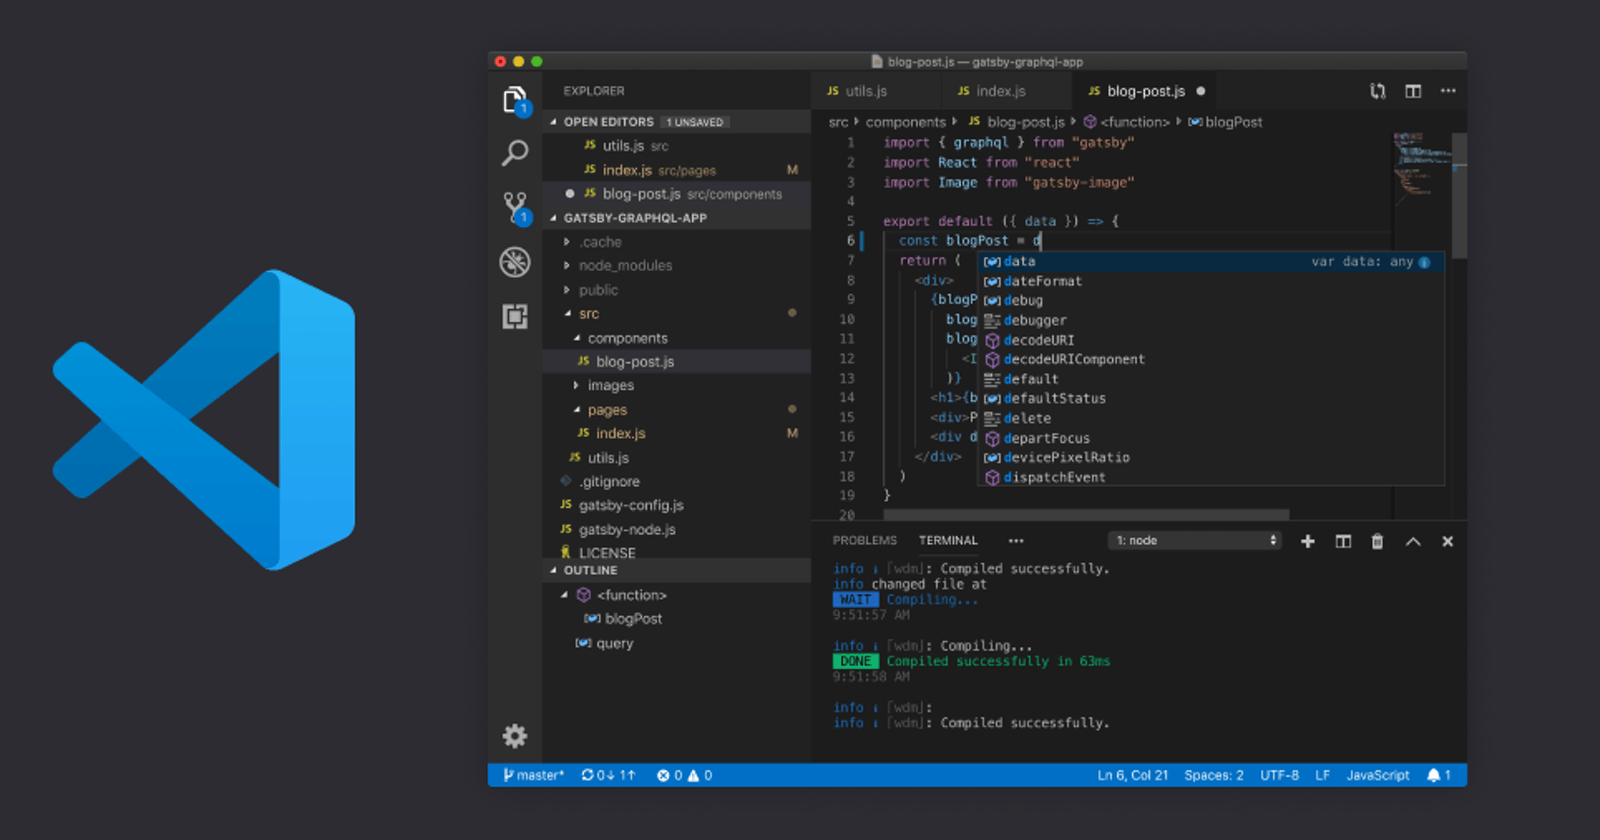 blog-post.js — gatsby-graphql-app
EXPLORER
OPEN EDITORS 1 UNSAVED
JS utils.js src
JS index.js src/pages M
JS blog-post.js src/components
GATSBY-GRAPHQL-APP
.cache
node_modules
public
src
components
JS blog-post.js
images
pages
JS index.js M
JS utils.js
.gitignore
JS gatsby-config.js
JS gatsby-node.js
LICENSE
OUTLINE
<function>
blogPost
query
1
1
JS utils.js JS index.js JS blog-post.js
src components JS blog-post.js <function> blogPost
1 import { graphql } from "gatsby"
2 import React from "react"
3 import Image from "gatsby-image"
4
5 export default ({ data }) => {
6 const blogPost = d
7 return (
8 <div>
9 {blogP
10 blog
11 blog
12 <I
13 )}
14 <h1>{b
15 <div>P
16 <div d
17 </div>
18 )
19 }
20
data var data: any
dateFormat
debug
debugger
decodeURI
decodeURIComponent
default
defaultStatus
delete
departFocus
devicePixelRatio
dispatchEvent
PROBLEMS TERMINAL ··· 1: node
info i [wdm]: Compiled successfully.
info changed file at
WAIT Compiling...
9:51:57 AM
info i [wdm]: Compiling...
DONE Compiled successfully in 63ms
9:51:58 AM
info i [wdm]:
info i [wdm]: Compiled successfully.
master* 0↓ 1↑ 0 0 Ln 6, Col 21 Spaces: 2 UTF-8 LF JavaScript 1